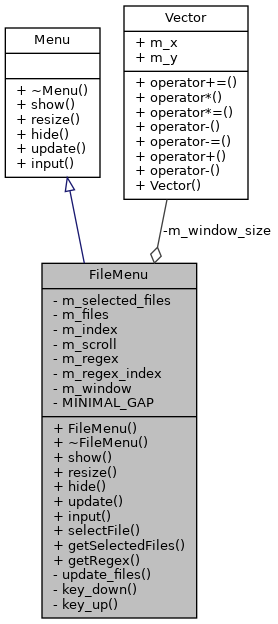 Menu
+ ~Menu()
+ show()
+ resize()
+ hide()
+ update()
+ input()
Vector
+ m_x
+ m_y
+ operator+=()
+ operator*()
+ operator*=()
+ operator-()
+ operator-=()
+ operator+()
+ operator-()
+ Vector()
-m_window_size
FileMenu
- m_selected_files
- m_files
- m_index
- m_scroll
- m_regex
- m_regex_index
- m_window
- MINIMAL_GAP
+ FileMenu()
+ ~FileMenu()
+ show()
+ resize()
+ hide()
+ update()
+ input()
+ selectFile()
+ getSelectedFiles()
+ getRegex()
- update_files()
- key_down()
- key_up()